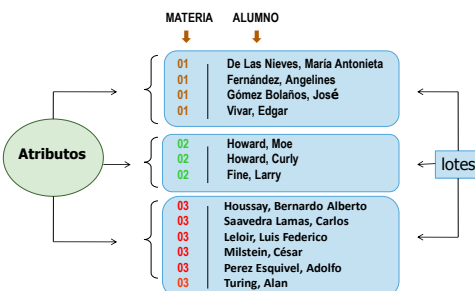 MATERIA ALUMNO
01 De Las Nieves, María Antonieta
01 Fernández, Angelines
01 Gómez Bolaños, José
01 Vivar, Edgar
Atributos
02 Howard, Moe
02 Howard, Curly
02 Fine, Larry
lotes
03 Houssay, Bernardo Alberto
03 Saavedra Lamas, Carlos
03 Leloir, Luis Federico
03 Milstein, César
03 Perez Esquivel, Adolfo
03 Turing, Alan